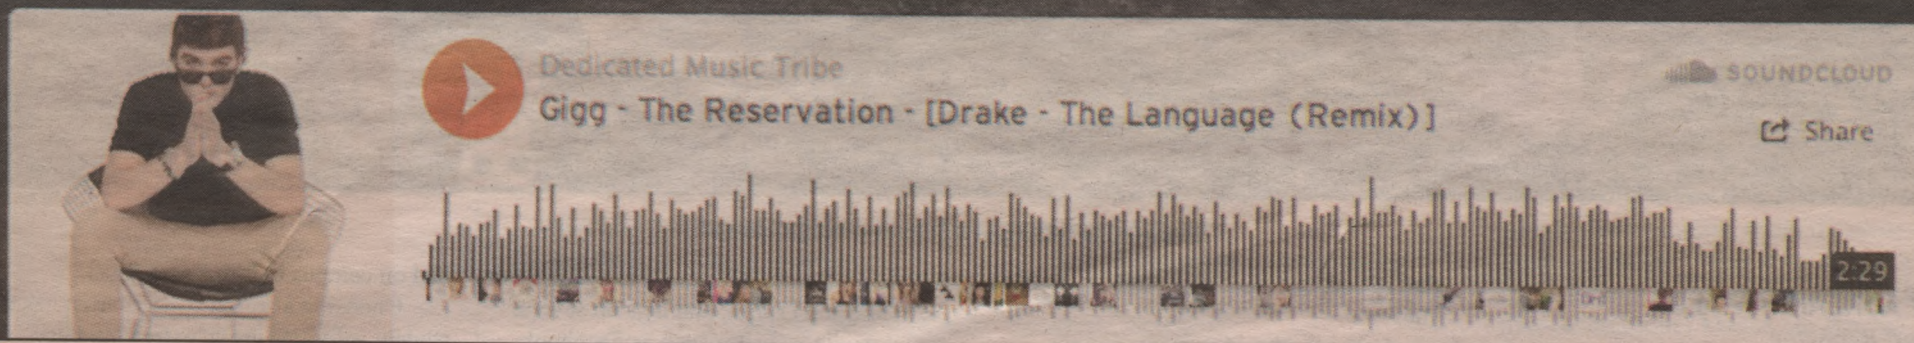 Dedicated Music Tribe
SOUNDCLOUD
Gigg - The Reservation - [Drake - The Language (Remix)]
Share
2:29